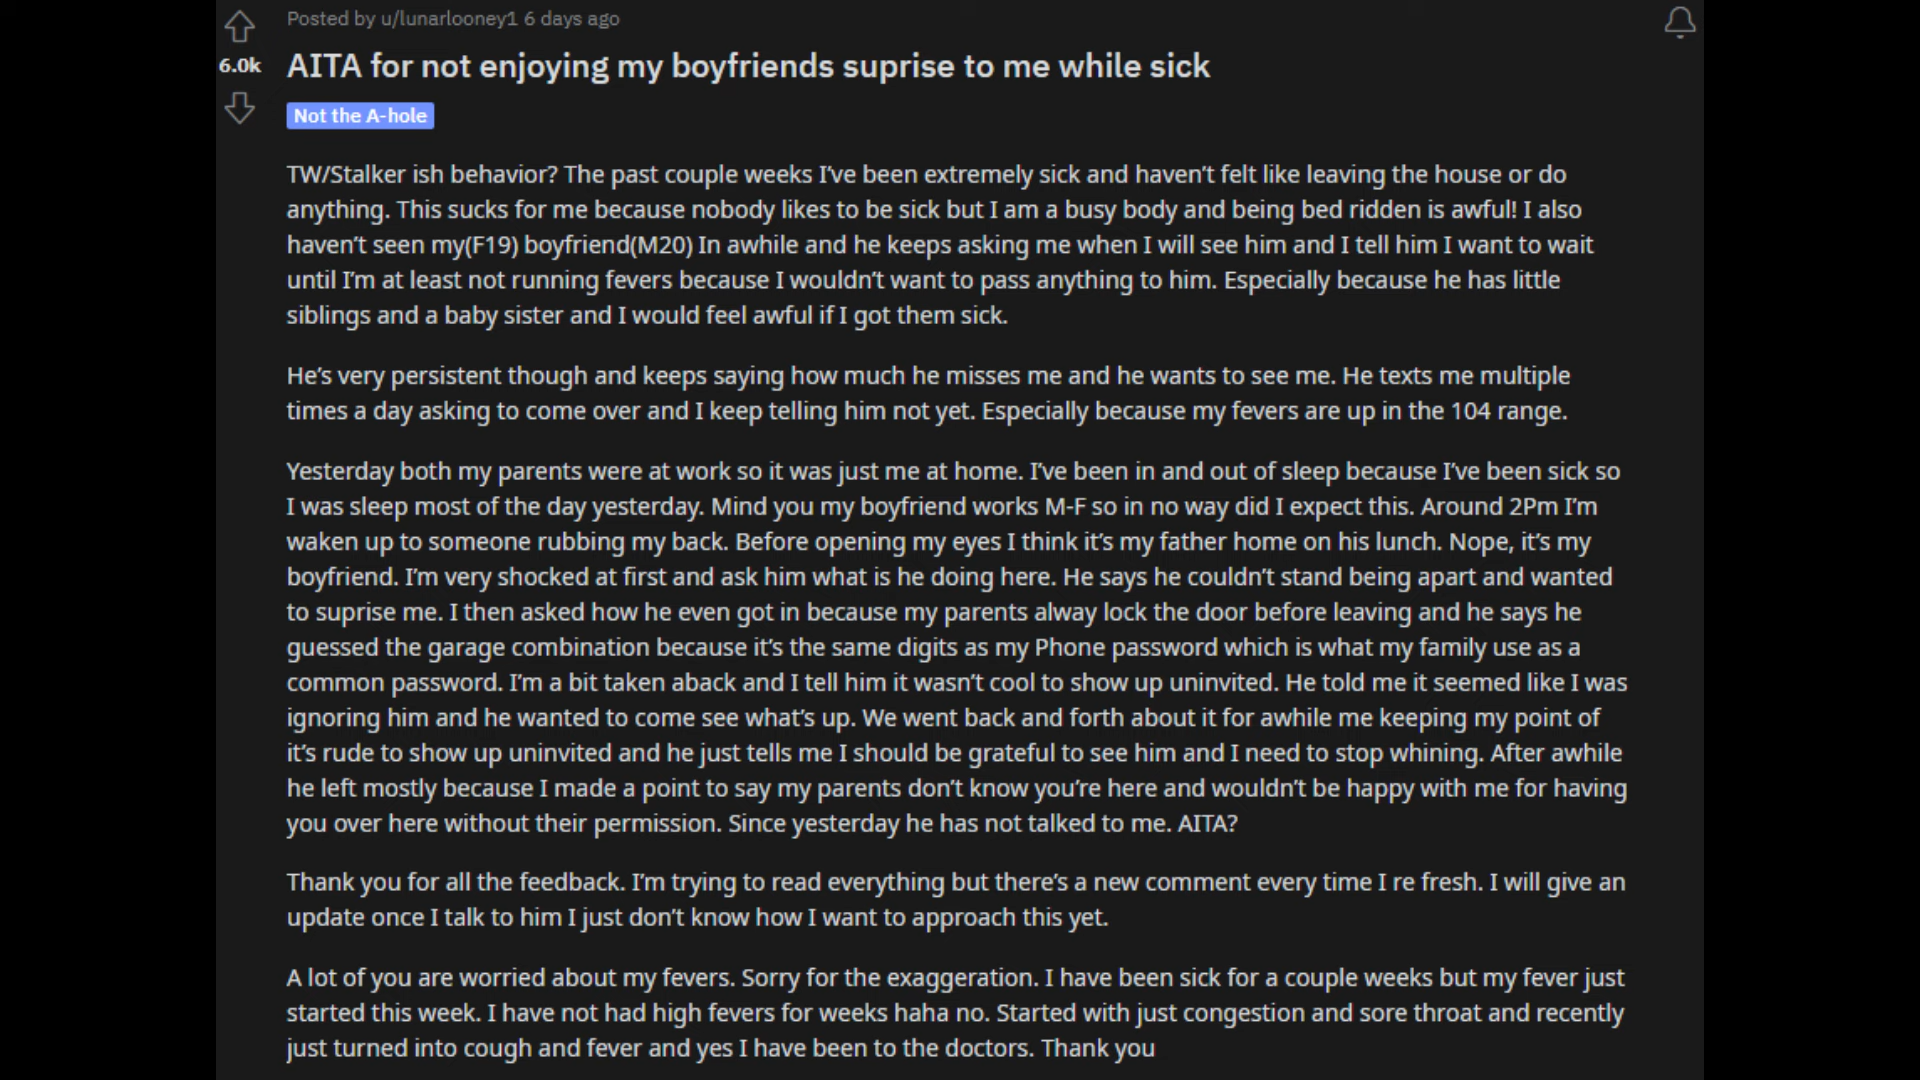 Posted by u/lunarlooney1 6 days ago
6.0k
AITA for not enjoying my boyfriends suprise to me while sick
Not the A-hole
TW/Stalker ish behavior? The past couple weeks I've been extremely sick and haven't felt like leaving the house or do
anything. This sucks for me because nobody likes to be sick but I am a busy body and being bed ridden is awful! I also
haven't seen my(F19) boyfriend(M20) In awhile and he keeps asking me when I will see him and I tell him I want to wait
until I'm at least not running fevers because I wouldn't want to pass anything to him. Especially because he has little
siblings and a baby sister and I would feel awful if I got them sick.
He's very persistent though and keeps saying how much he misses me and he wants to see me. He texts me multiple
times a day asking to come over and I keep telling him not yet. Especially because my fevers are up in the 104 range.
Yesterday both my parents were at work so it was just me at home. I've been in and out of sleep because I've been sick so
I was sleep most of the day yesterday. Mind you my boyfriend works M-F so in no way did I expect this. Around 2Pm I'm
waken up to someone rubbing my back. Before opening my eyes I think it's my father home on his lunch. Nope, it's my
boyfriend. I'm very shocked at first and ask him what is he doing here. He says he couldn't stand being apart and wanted
to suprise me. I then asked how he even got in because my parents alway lock the door before leaving and he says he
guessed the garage combination because it's the same digits as my Phone password which is what my family use as a
common password. I'm a bit taken aback and I tell him it wasn't cool to show up uninvited. He told me it seemed like I was
ignoring him and he wanted to come see what's up. We went back and forth about it for awhile me keeping my point of
it's rude to show up uninvited and he just tells me I should be grateful to see him and I need to stop whining. After awhile
he left mostly because I made a point to say my parents don't know you're here and wouldn't be happy with me for having
you over here without their permission. Since yesterday he has not talked to me. AITA?
Thank you for all the feedback. I'm trying to read everything but there's a new comment every time I re fresh. I will give an
update once I talk to him I just don't know how I want to approach this yet.
A lot of you are worried about my fevers. Sorry for the exaggeration. I have been sick for a couple weeks but my fever just
started this week. I have not had high fevers for weeks haha no. Started with just congestion and sore throat and recently
just turned into cough and fever and yes I have been to the doctors. Thank you